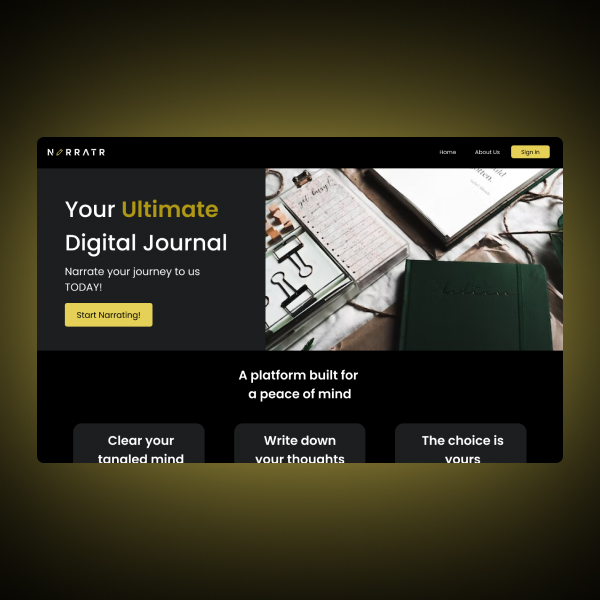 NARRATR
Home
About Us
Sign In
Your Ultimate
Digital Journal
Narrate your journey to us
TODAY!
Start Narrating!
get busy!
A platform built for
a peace of mind
Clear your
tangled mind
Write down
your thoughts
The choice is
yours